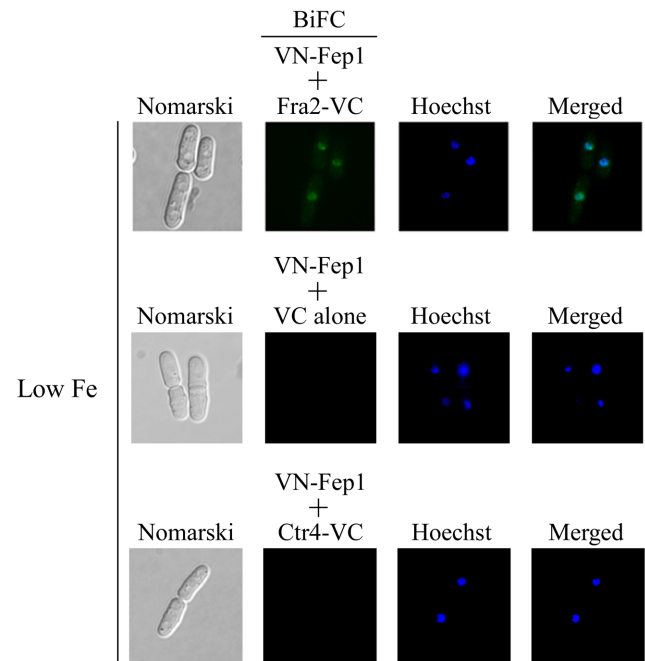 BiFC
VN-Fep1
+
Nomarski Fra2-VC Hoechst Merged
VN-Fep1
+
Nomarski VC alone Hoechst Merged
Low Fe
VN-Fep1
+
Nomarski Ctr4-VC Hoechst Merged